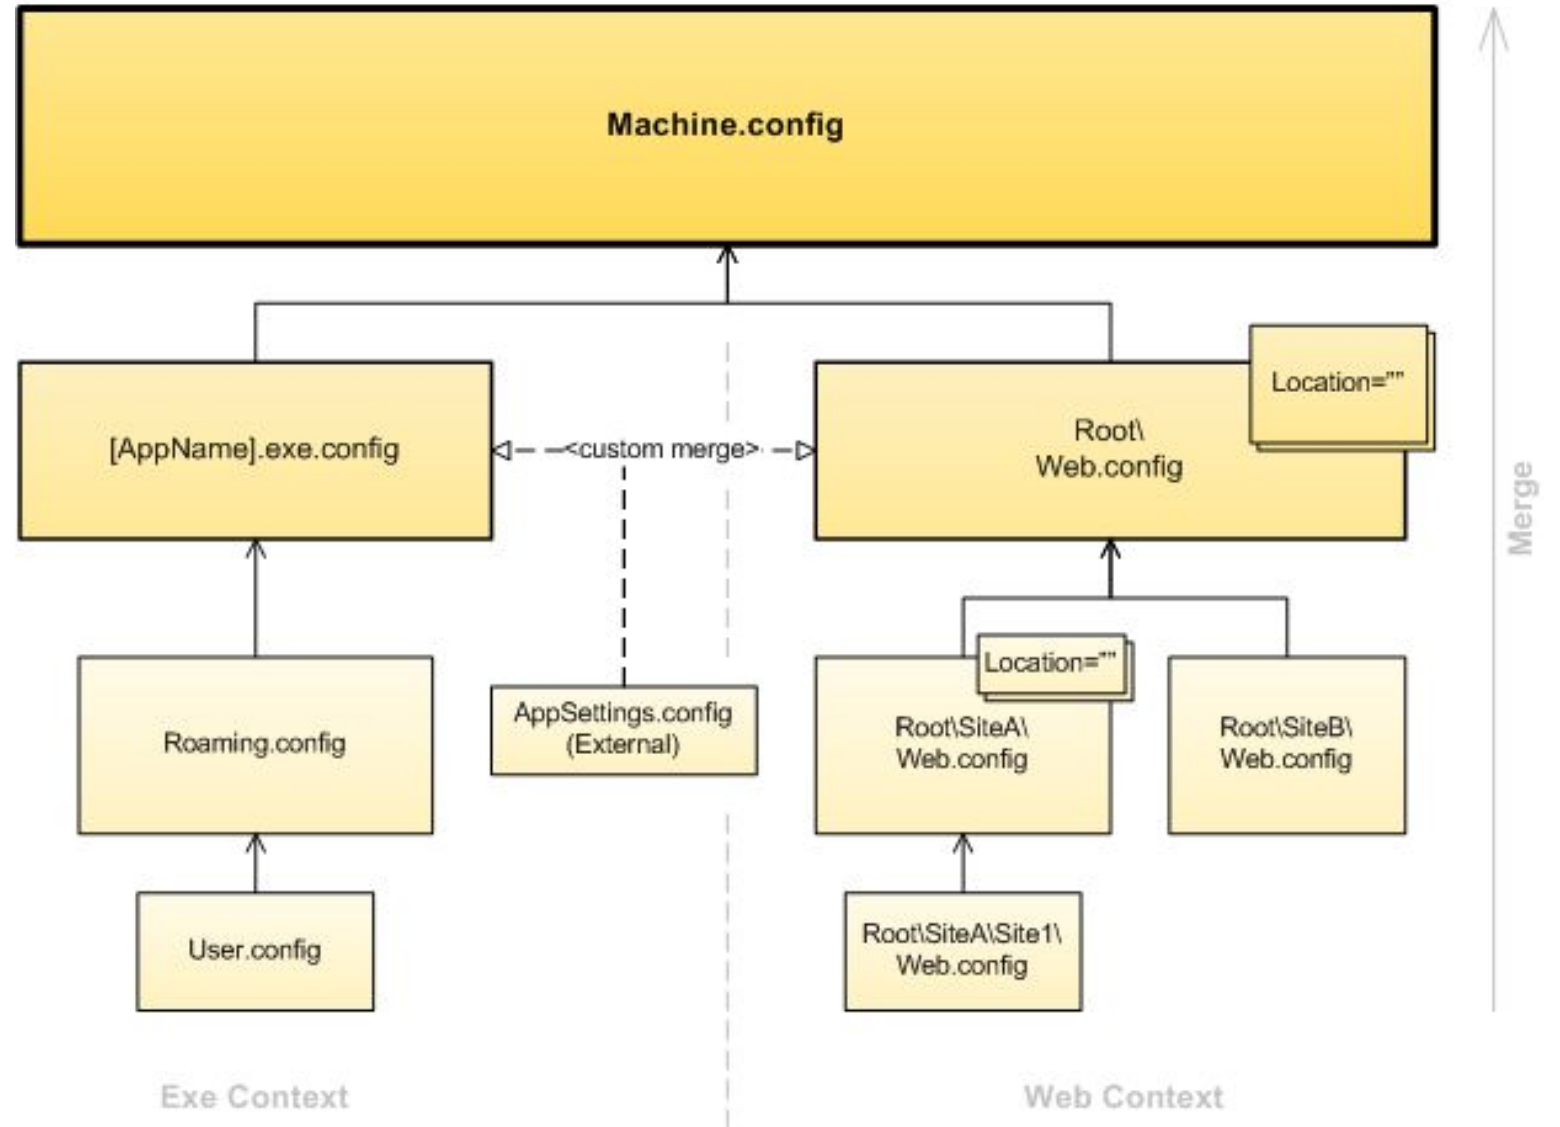 Machine.config
Location=””
[AppName].exe.config
<custom merge>
Root\
Web.config
Merge
Location=””
Roaming.config
AppSettings.config
(External)
Root\SiteA\
Web.config
Root\SiteB\
Web.config
User.config
Root\SiteA\Site1\
Web.config
Exe Context
Web Context